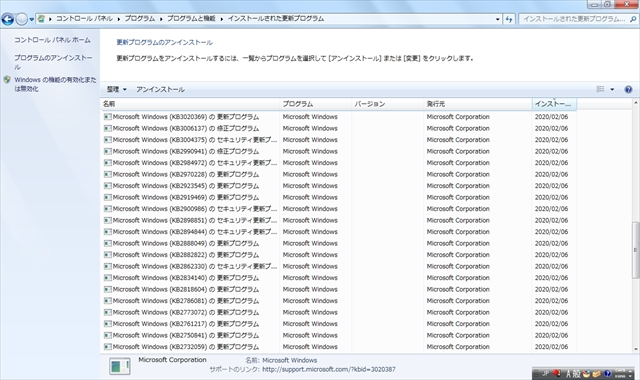 コントロール パネル ▸ プログラム ▸ プログラムと機能 ▸ インストールされた更新プログラム
インストールされた更新プログラム...
コントロール パネル ホーム
プログラムのアンインストール
Windows の機能の有効化または無効化
更新プログラムのアンインストール
更新プログラムをアンインストールするには、一覧からプログラムを選択して [アンインストール] または [変更] をクリックします。
整理 ▼ アンインストール
名前 プログラム バージョン 発行元 インストー...
Microsoft Windows (KB3020369) の 更新プログラム Microsoft Windows Microsoft Corporation 2020/02/06
Microsoft Windows (KB3006137) の 修正プログラム Microsoft Windows Microsoft Corporation 2020/02/06
Microsoft Windows (KB3004375) の セキュリティ更新プ... Microsoft Windows Microsoft Corporation 2020/02/06
Microsoft Windows (KB2990941) の 修正プログラム Microsoft Windows Microsoft Corporation 2020/02/06
Microsoft Windows (KB2984972) の セキュリティ更新プ... Microsoft Windows Microsoft Corporation 2020/02/06
Microsoft Windows (KB2970228) の 更新プログラム Microsoft Windows Microsoft Corporation 2020/02/06
Microsoft Windows (KB2923545) の 更新プログラム Microsoft Windows Microsoft Corporation 2020/02/06
Microsoft Windows (KB2919469) の 更新プログラム Microsoft Windows Microsoft Corporation 2020/02/06
Microsoft Windows (KB2900986) の セキュリティ更新プ... Microsoft Windows Microsoft Corporation 2020/02/06
Microsoft Windows (KB2898851) の セキュリティ更新プ... Microsoft Windows Microsoft Corporation 2020/02/06
Microsoft Windows (KB2894844) の セキュリティ更新プ... Microsoft Windows Microsoft Corporation 2020/02/06
Microsoft Windows (KB2888049) の 更新プログラム Microsoft Windows Microsoft Corporation 2020/02/06
Microsoft Windows (KB2882822) の 更新プログラム Microsoft Windows Microsoft Corporation 2020/02/06
Microsoft Windows (KB2862330) の セキュリティ更新プ... Microsoft Windows Microsoft Corporation 2020/02/06
Microsoft Windows (KB2834140) の 更新プログラム Microsoft Windows Microsoft Corporation 2020/02/06
Microsoft Windows (KB2818604) の 更新プログラム Microsoft Windows Microsoft Corporation 2020/02/06
Microsoft Windows (KB2786081) の 更新プログラム Microsoft Windows Microsoft Corporation 2020/02/06
Microsoft Windows (KB2773072) の 更新プログラム Microsoft Windows Microsoft Corporation 2020/02/06
Microsoft Windows (KB2761217) の 更新プログラム Microsoft Windows Microsoft Corporation 2020/02/06
Microsoft Windows (KB2750841) の 更新プログラム Microsoft Windows Microsoft Corporation 2020/02/06
Microsoft Windows (KB2732059) の 更新プログラム Microsoft Windows Microsoft Corporation 2020/02/06
Microsoft Corporation 名前: Microsoft Windows
サポートのリンク: http://support.microsoft.com/?kbid=3020387
JP A 般